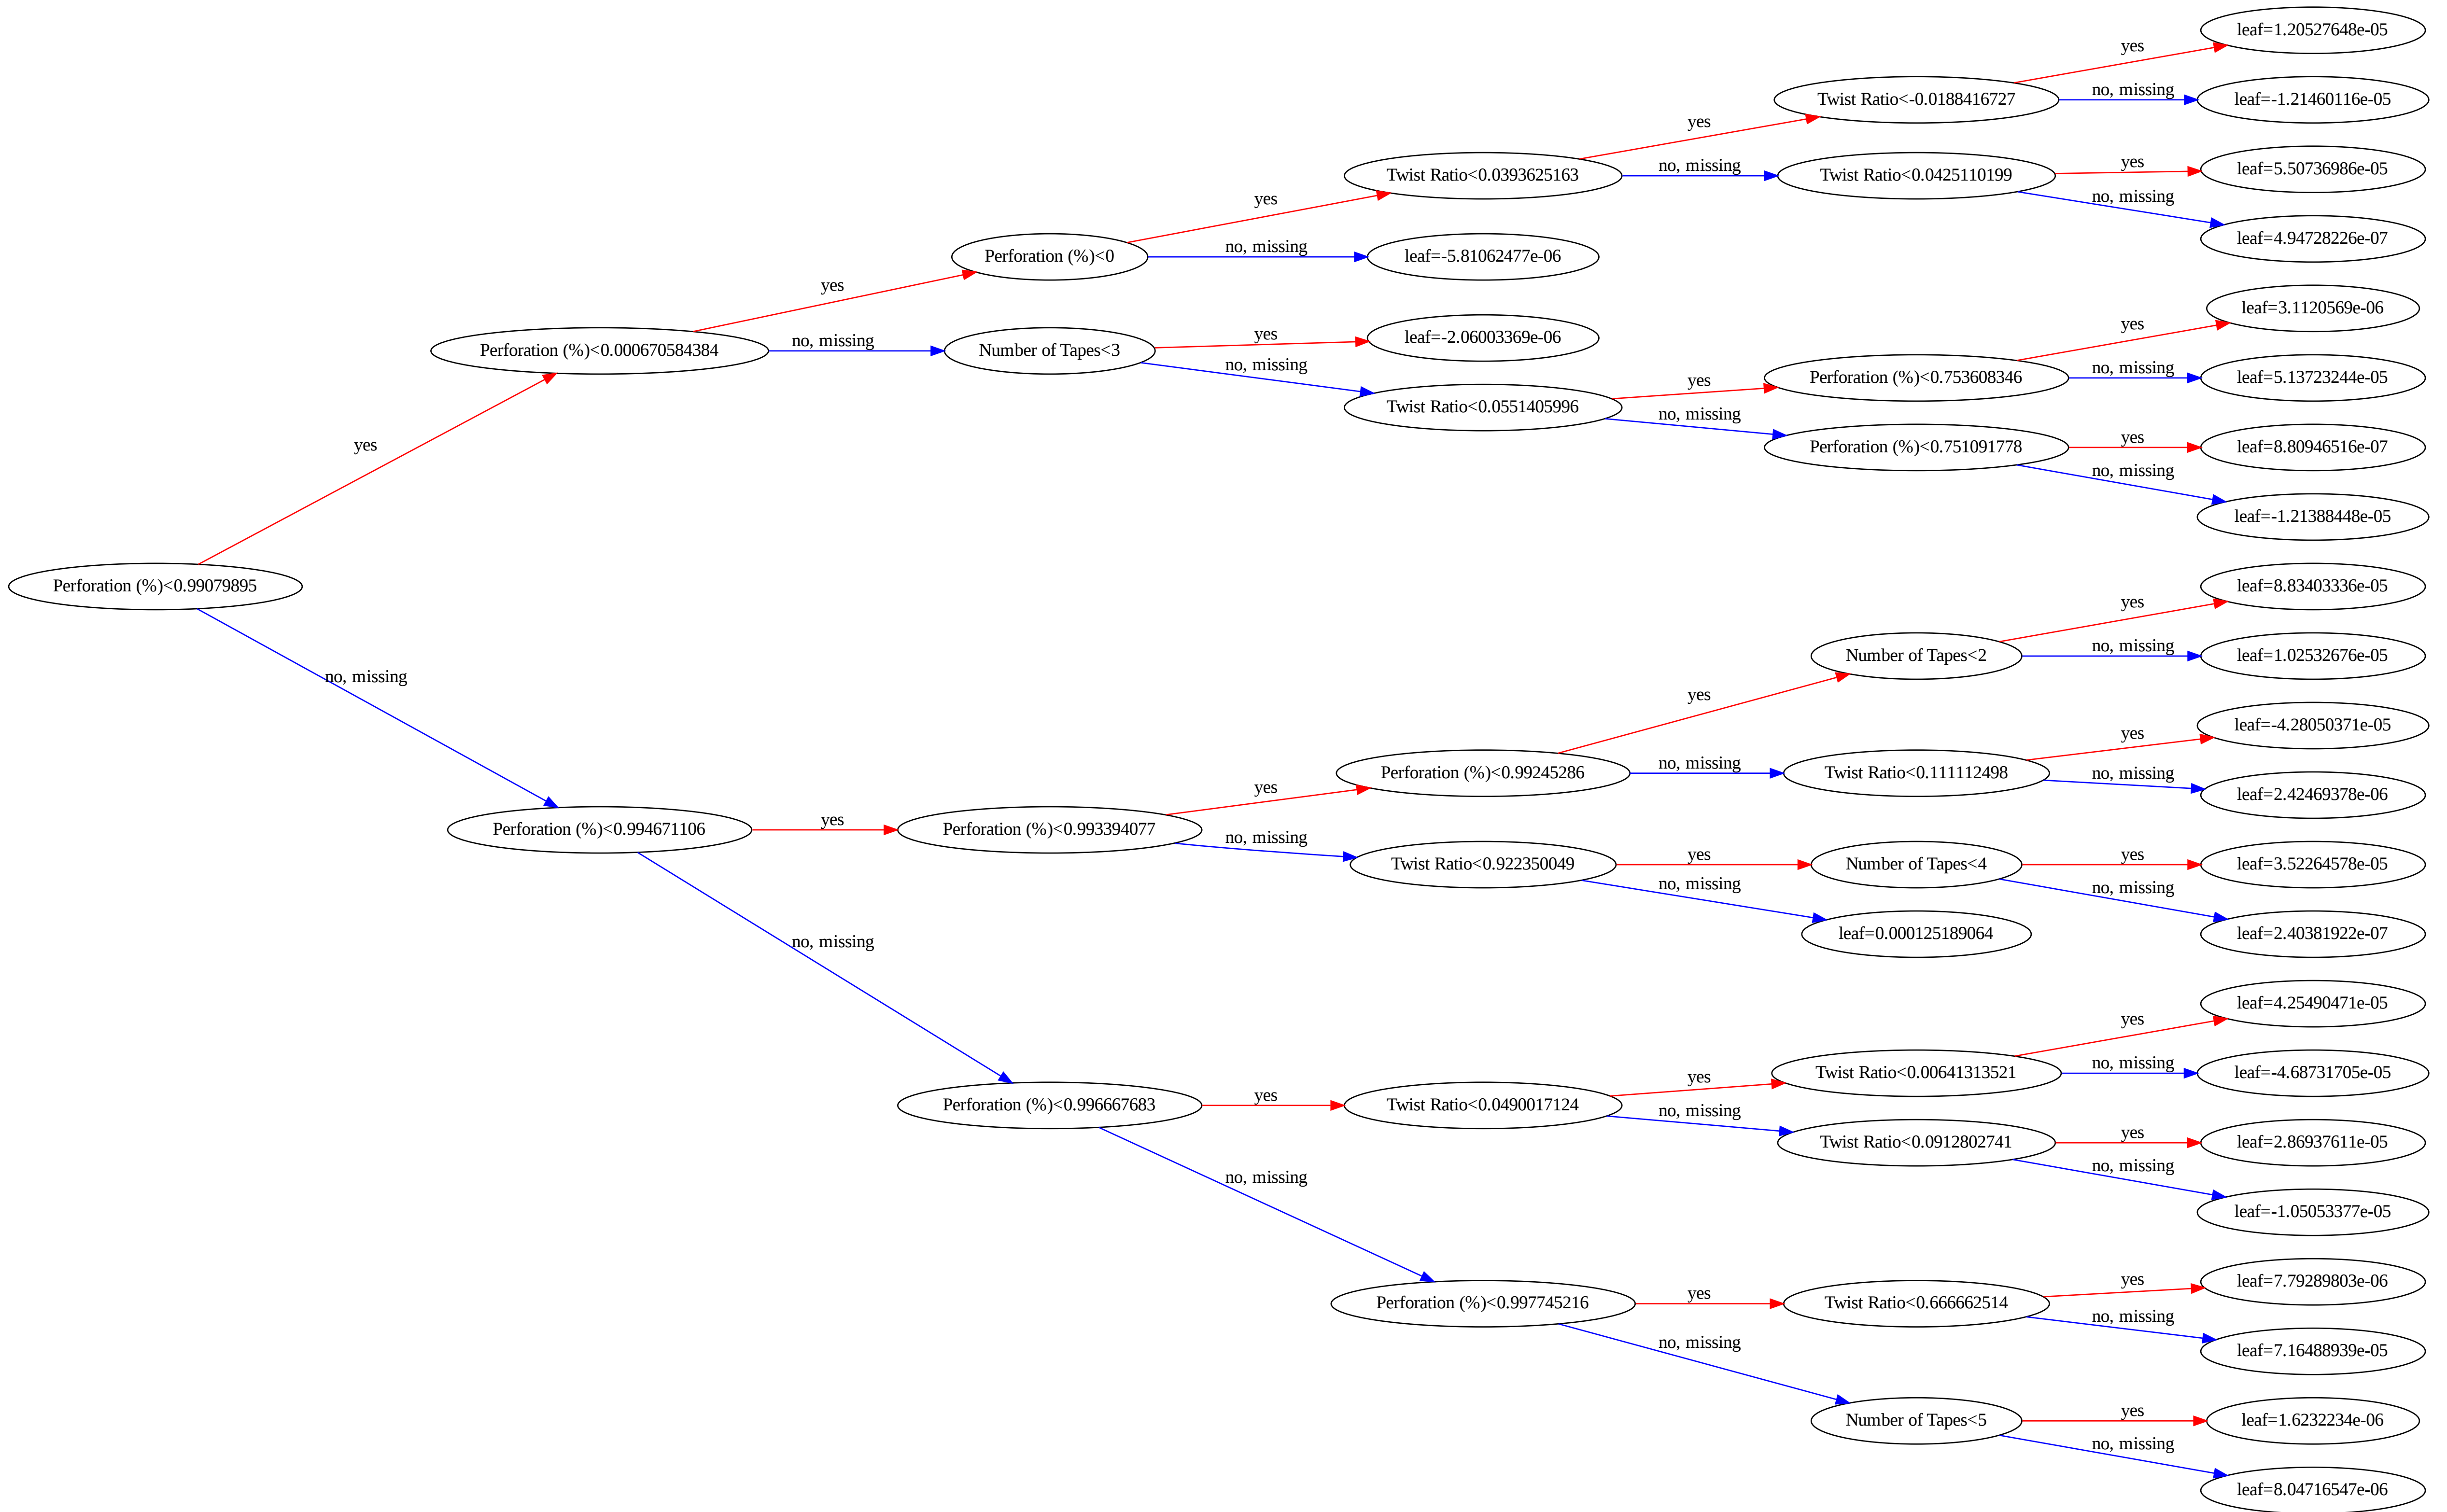 leaf=1.20527648e-05
yes
Twist Ratio<-0.0188416727
no, missing
leaf=-1.21460116e-05
yes
Twist Ratio<0.0393625163
no, missing
Twist Ratio<0.0425110199
yes
leaf=5.50736986e-05
no, missing
leaf=4.94728226e-07
yes
Perforation (%)<0
no, missing
leaf=-5.81062477e-06
yes
Perforation (%)<0.000670584384
no, missing
Number of Tapes<3
yes
leaf=-2.06003369e-06
no, missing
Twist Ratio<0.0551405996
yes
Perforation (%)<0.753608346
yes
leaf=3.1120569e-06
no, missing
leaf=5.13723244e-05
no, missing
Perforation (%)<0.751091778
yes
leaf=8.80946516e-07
no, missing
leaf=-1.21388448e-05
yes
Perforation (%)<0.99079895
no, missing
Perforation (%)<0.994671106
yes
Perforation (%)<0.993394077
yes
Perforation (%)<0.99245286
yes
Number of Tapes<2
yes
leaf=8.83403336e-05
no, missing
leaf=1.02532676e-05
no, missing
Twist Ratio<0.111112498
yes
leaf=-4.28050371e-05
no, missing
leaf=2.42469378e-06
no, missing
Twist Ratio<0.922350049
yes
Number of Tapes<4
yes
leaf=3.52264578e-05
no, missing
leaf=2.40381922e-07
no, missing
leaf=0.000125189064
no, missing
Perforation (%)<0.996667683
yes
Twist Ratio<0.0490017124
yes
Twist Ratio<0.00641313521
yes
leaf=4.25490471e-05
no, missing
leaf=-4.68731705e-05
no, missing
Twist Ratio<0.0912802741
yes
leaf=2.86937611e-05
no, missing
leaf=-1.05053377e-05
no, missing
Perforation (%)<0.997745216
yes
Twist Ratio<0.666662514
yes
leaf=7.79289803e-06
no, missing
leaf=7.16488939e-05
no, missing
Number of Tapes<5
yes
leaf=1.6232234e-06
no, missing
leaf=8.04716547e-06